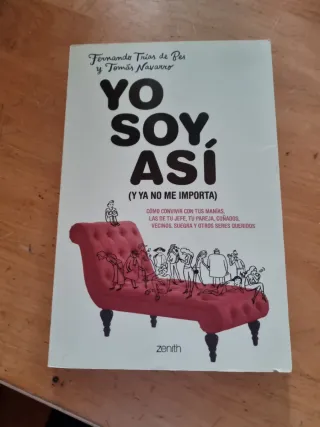 Fernando Trías de Bes
y Tomás Navarro
YO
SOY
ASÍ
(Y YA NO ME IMPORTA)
CÓMO CONVIVIR CON TUS MANÍAS,
LAS DE TU JEFE, TU PAREJA, CUÑADOS,
VECINOS, SUEGRA Y OTROS SERES QUERIDOS
zenith